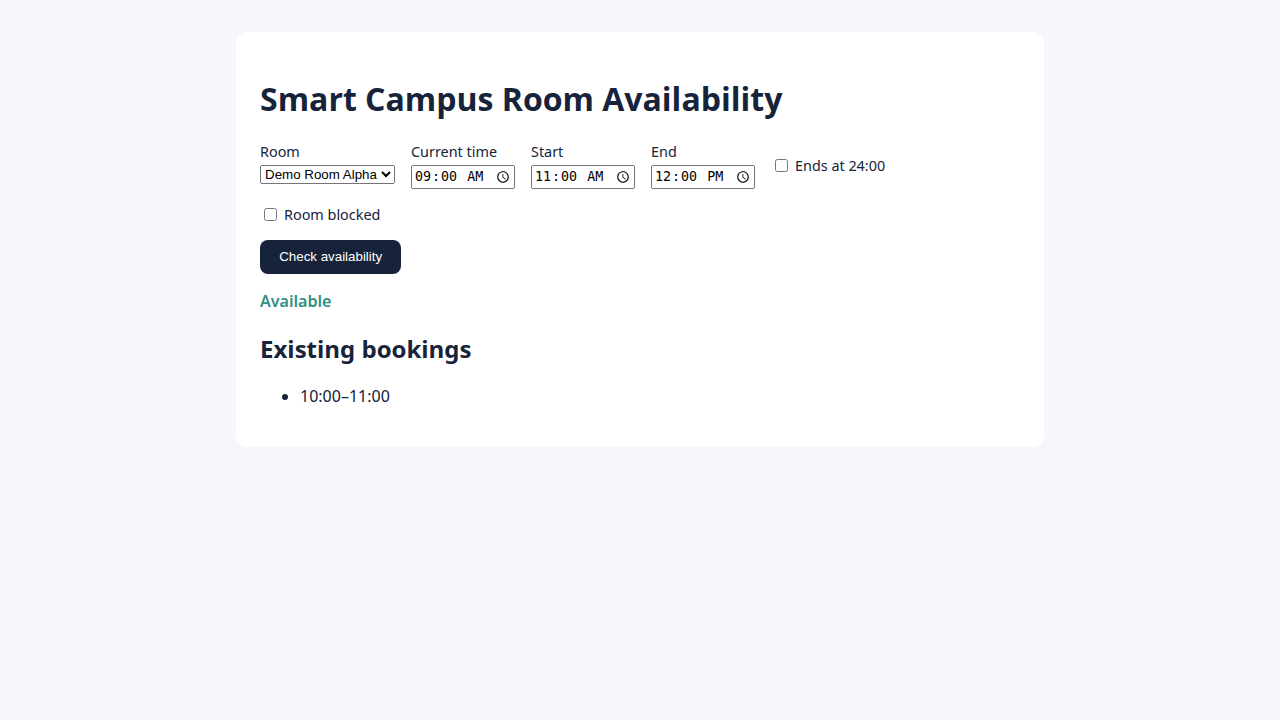 Smart Campus Room Availability
Room Current time Start End
Demo Room Alpha 09:00 AM 11:00 AM 12:00 PM Ends at 24:00
Room blocked
Check availability
Available
Existing bookings
10:00–11:00